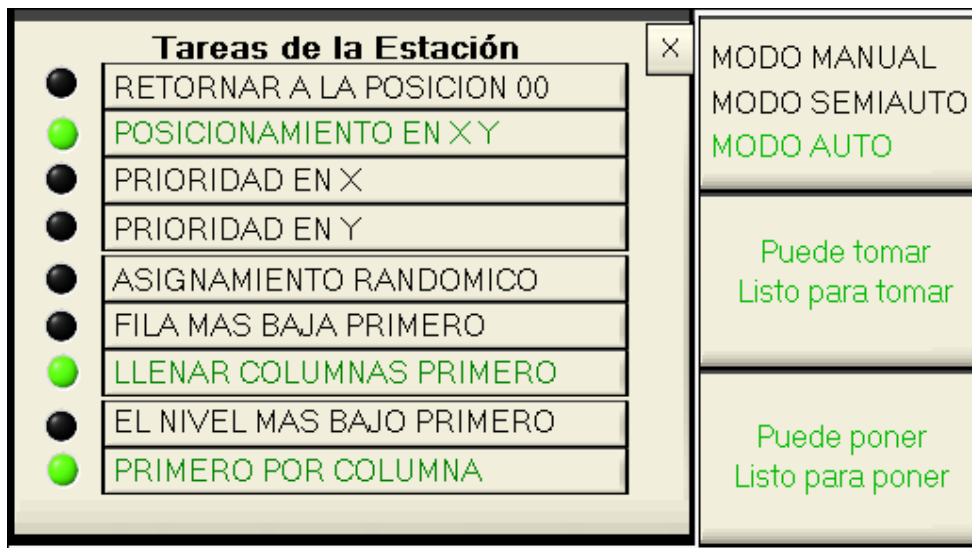 Tareas de la Estación
X
RETORNAR A LA POSICION 00
POSICIONAMIENTO EN X Y
PRIORIDAD EN X
PRIORIDAD EN Y
ASIGNAMIENTO RANDOMICO
FILA MAS BAJA PRIMERO
LLENAR COLUMNAS PRIMERO
EL NIVEL MAS BAJO PRIMERO
PRIMERO POR COLUMNA
MODO MANUAL
MODO SEMIAUTO
MODO AUTO
Puede tomar
Listo para tomar
Puede poner
Listo para poner